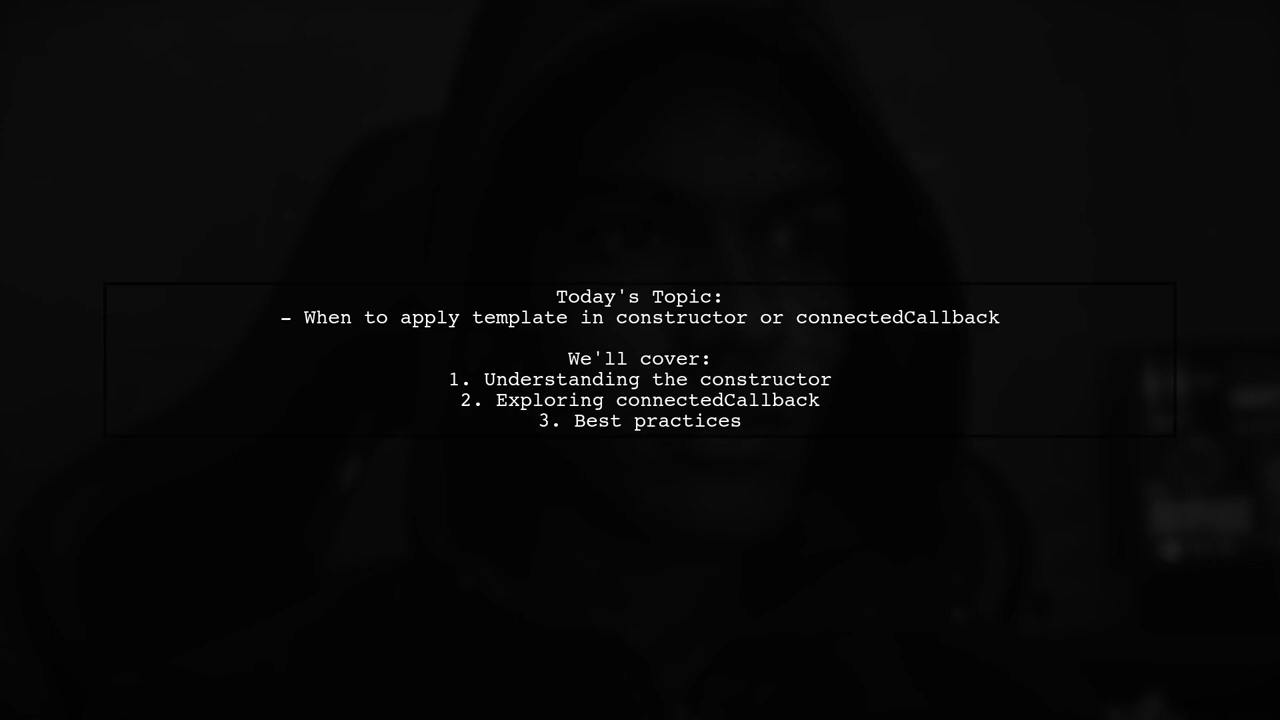 Today's Topic:
- When to apply template in constructor or connectedCallback
We'll cover:
1. Understanding the constructor
2. Exploring connectedCallback
3. Best practices